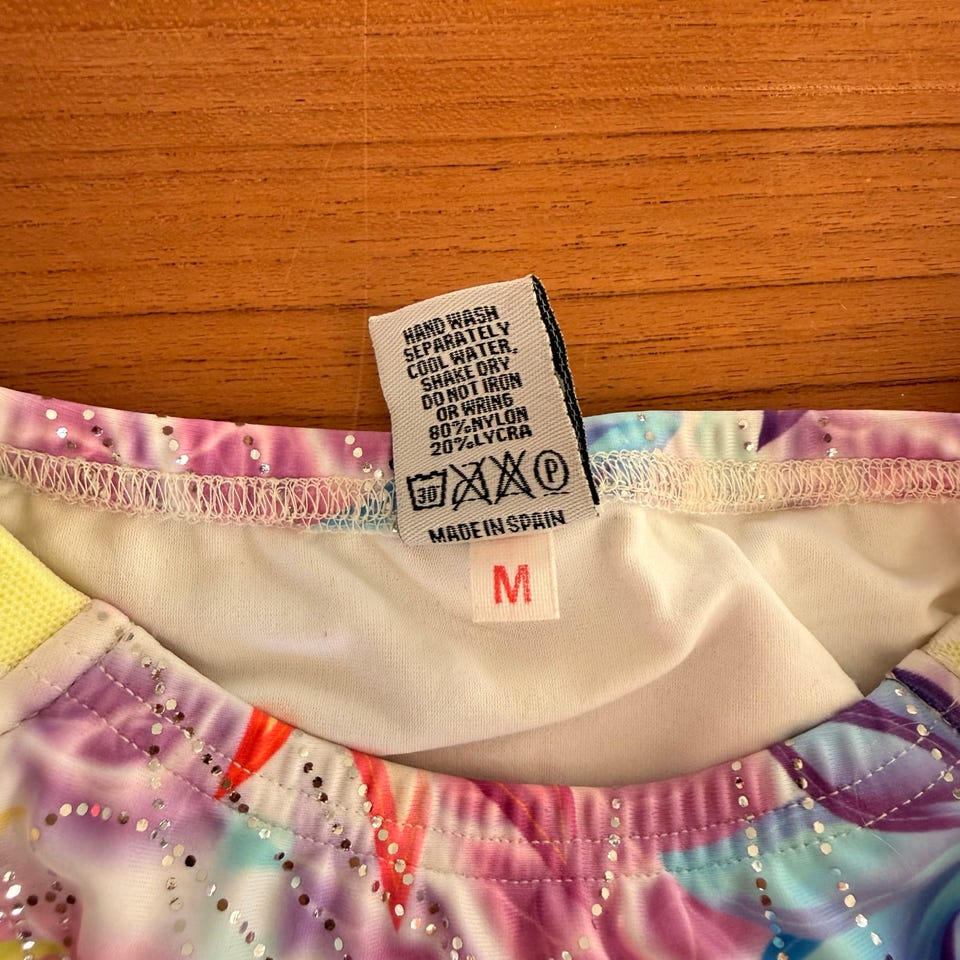 HAND WASH
SEPARATELY
COOL WATER.
SHAKE DRY
DO NOT IRON
OR WRING
80%NYLON
20%LYCRA
30 P
MADE IN SPAIN
M